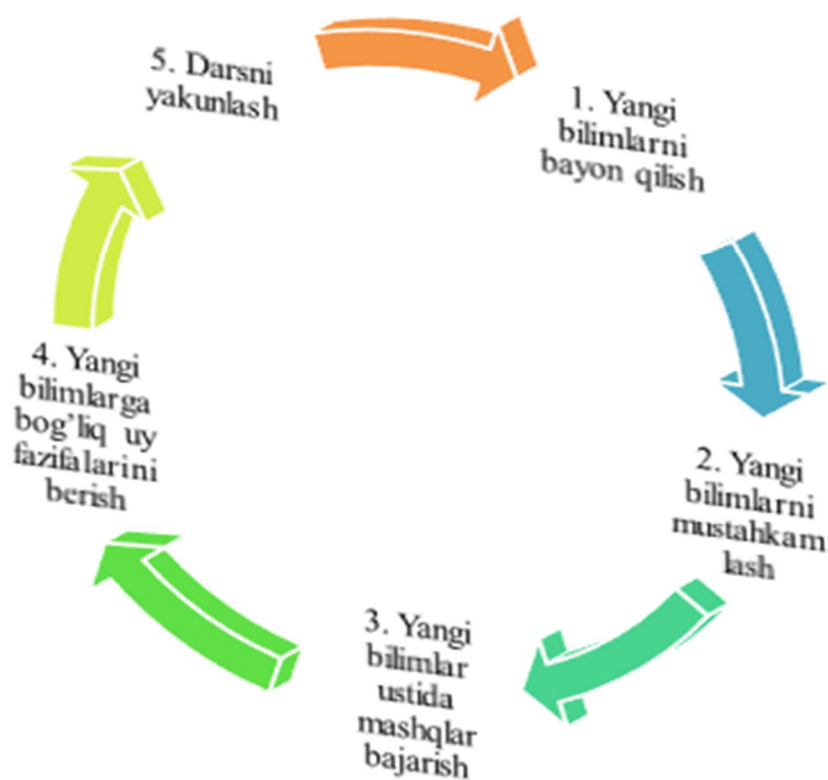 1. Yangi
bilimlarni
bayon qilish
2. Yangi
bilimlarni
mustahkam
lash
3. Yangi
bilimlar
ustida
mashqlar
bajarish
4. Yangi
bilimlarga
bog’liq uy
fazifalarini
berish
5. Darsni
yakunlash